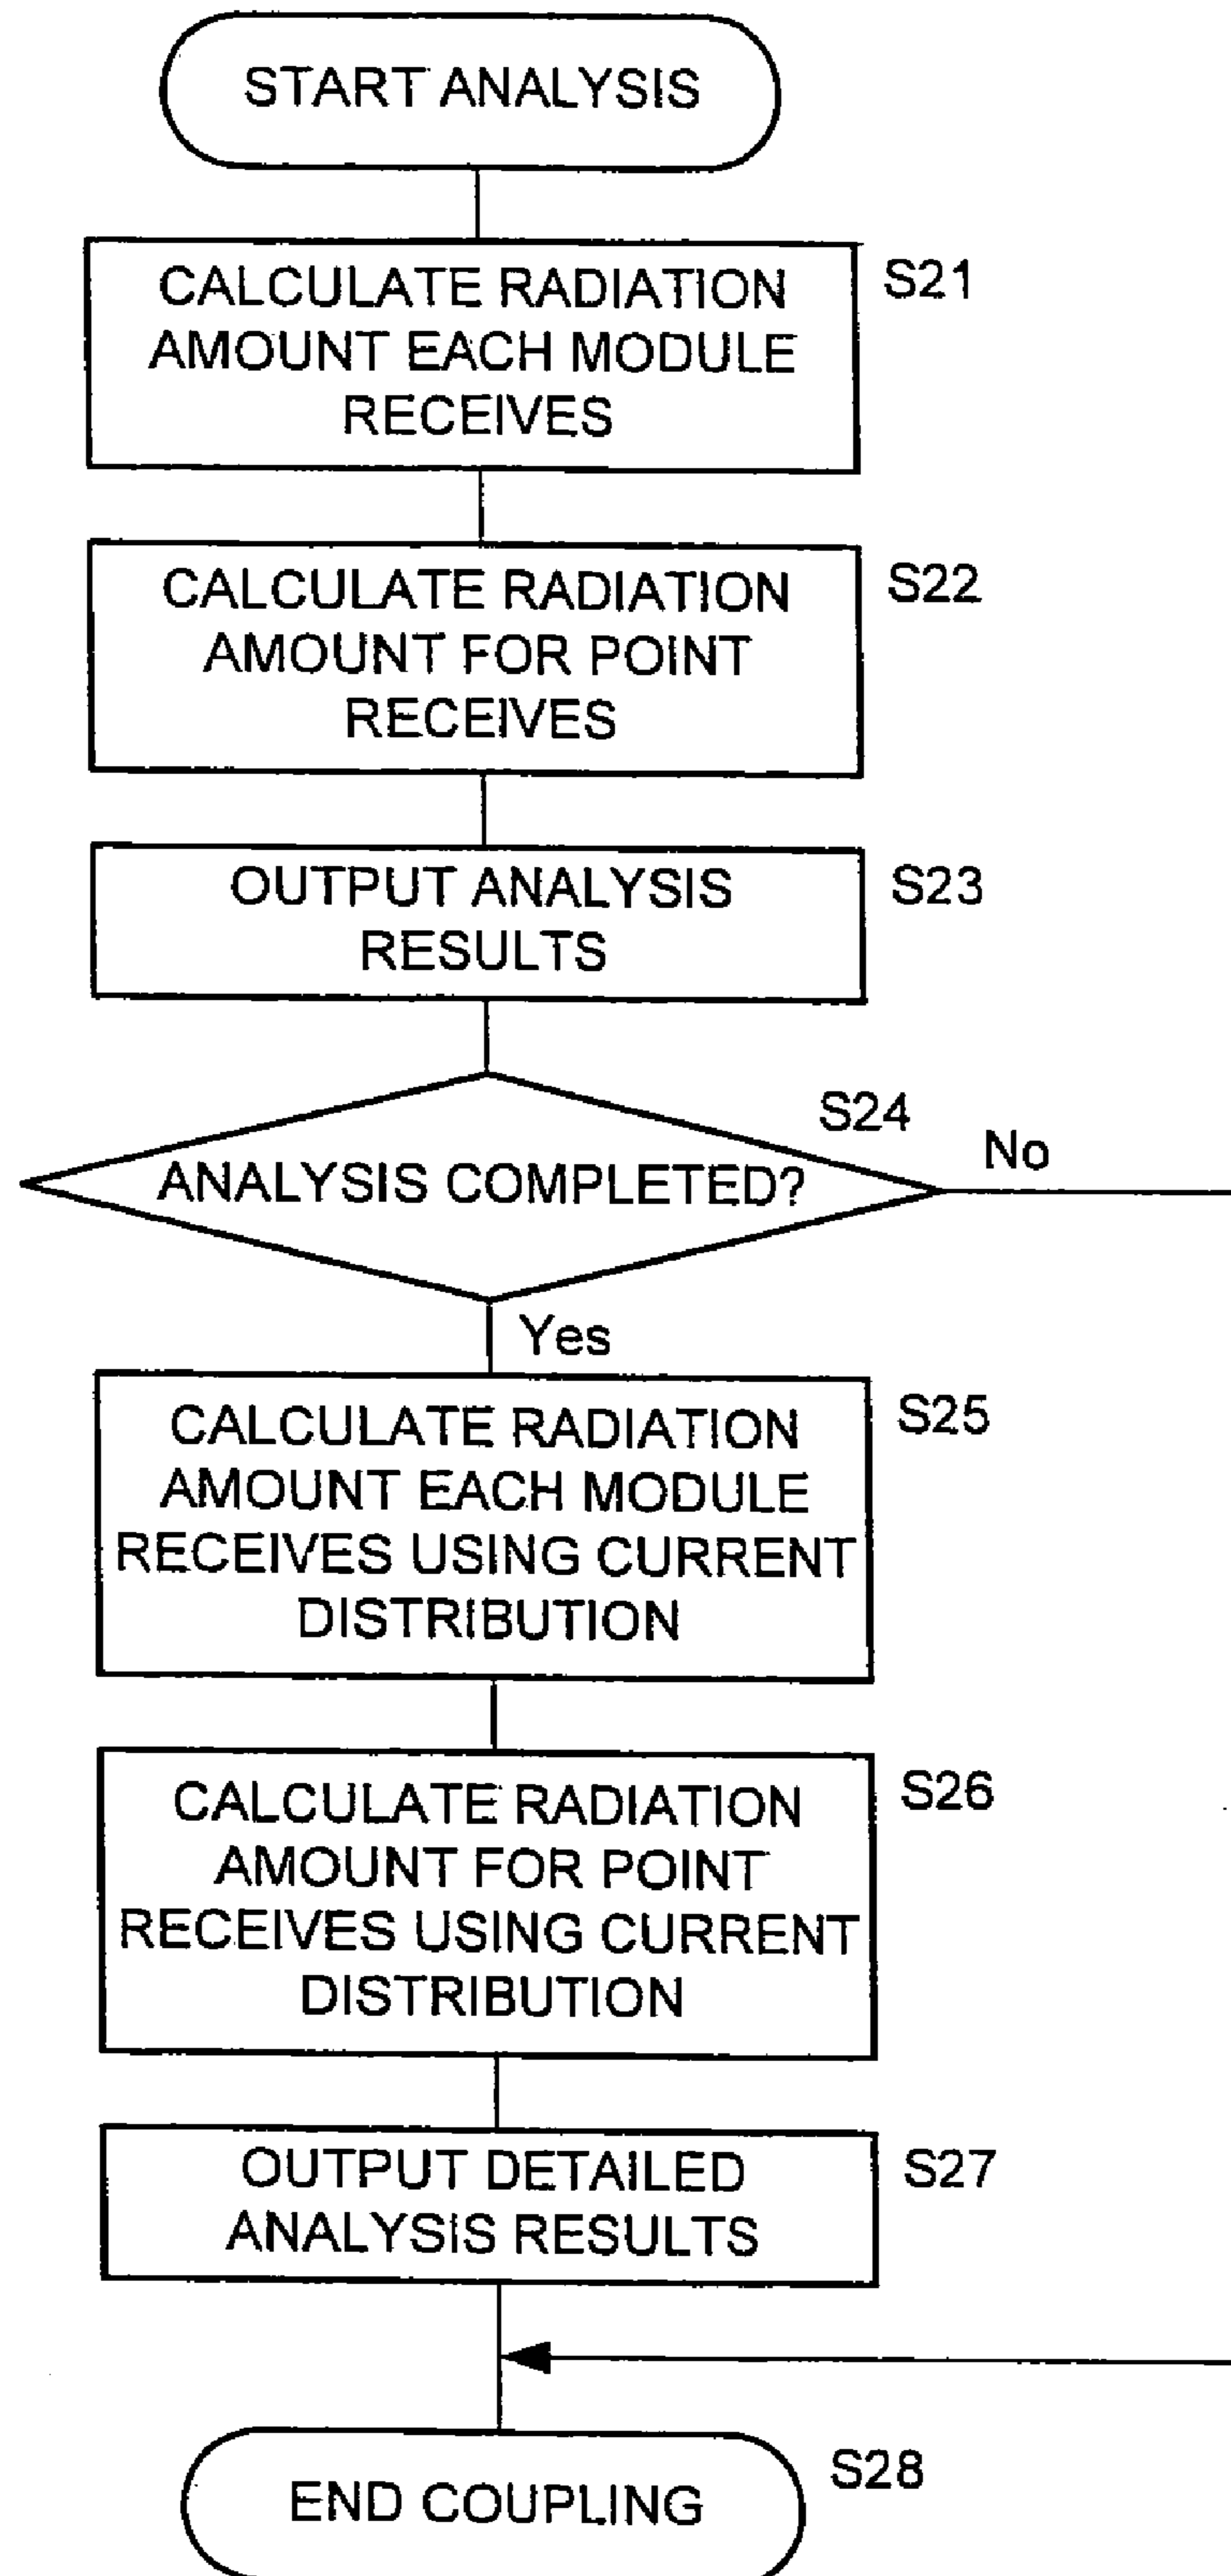 START ANALYSIS
CALCULATE RADIATION
AMOUNT EACH MODULE
RECEIVES
S21
CALCULATE RADIATION
AMOUNT FOR POINT
RECEIVES
S22
OUTPUT ANALYSIS
RESULTS
S23
ANALYSIS COMPLETED?
S24
No
Yes
CALCULATE RADIATION
AMOUNT EACH MODULE
RECEIVES USING CURRENT
DISTRIBUTION
S25
CALCULATE RADIATION
AMOUNT FOR POINT
RECEIVES USING CURRENT
DISTRIBUTION
S26
OUTPUT DETAILED
ANALYSIS RESULTS
S27
END COUPLING
S28